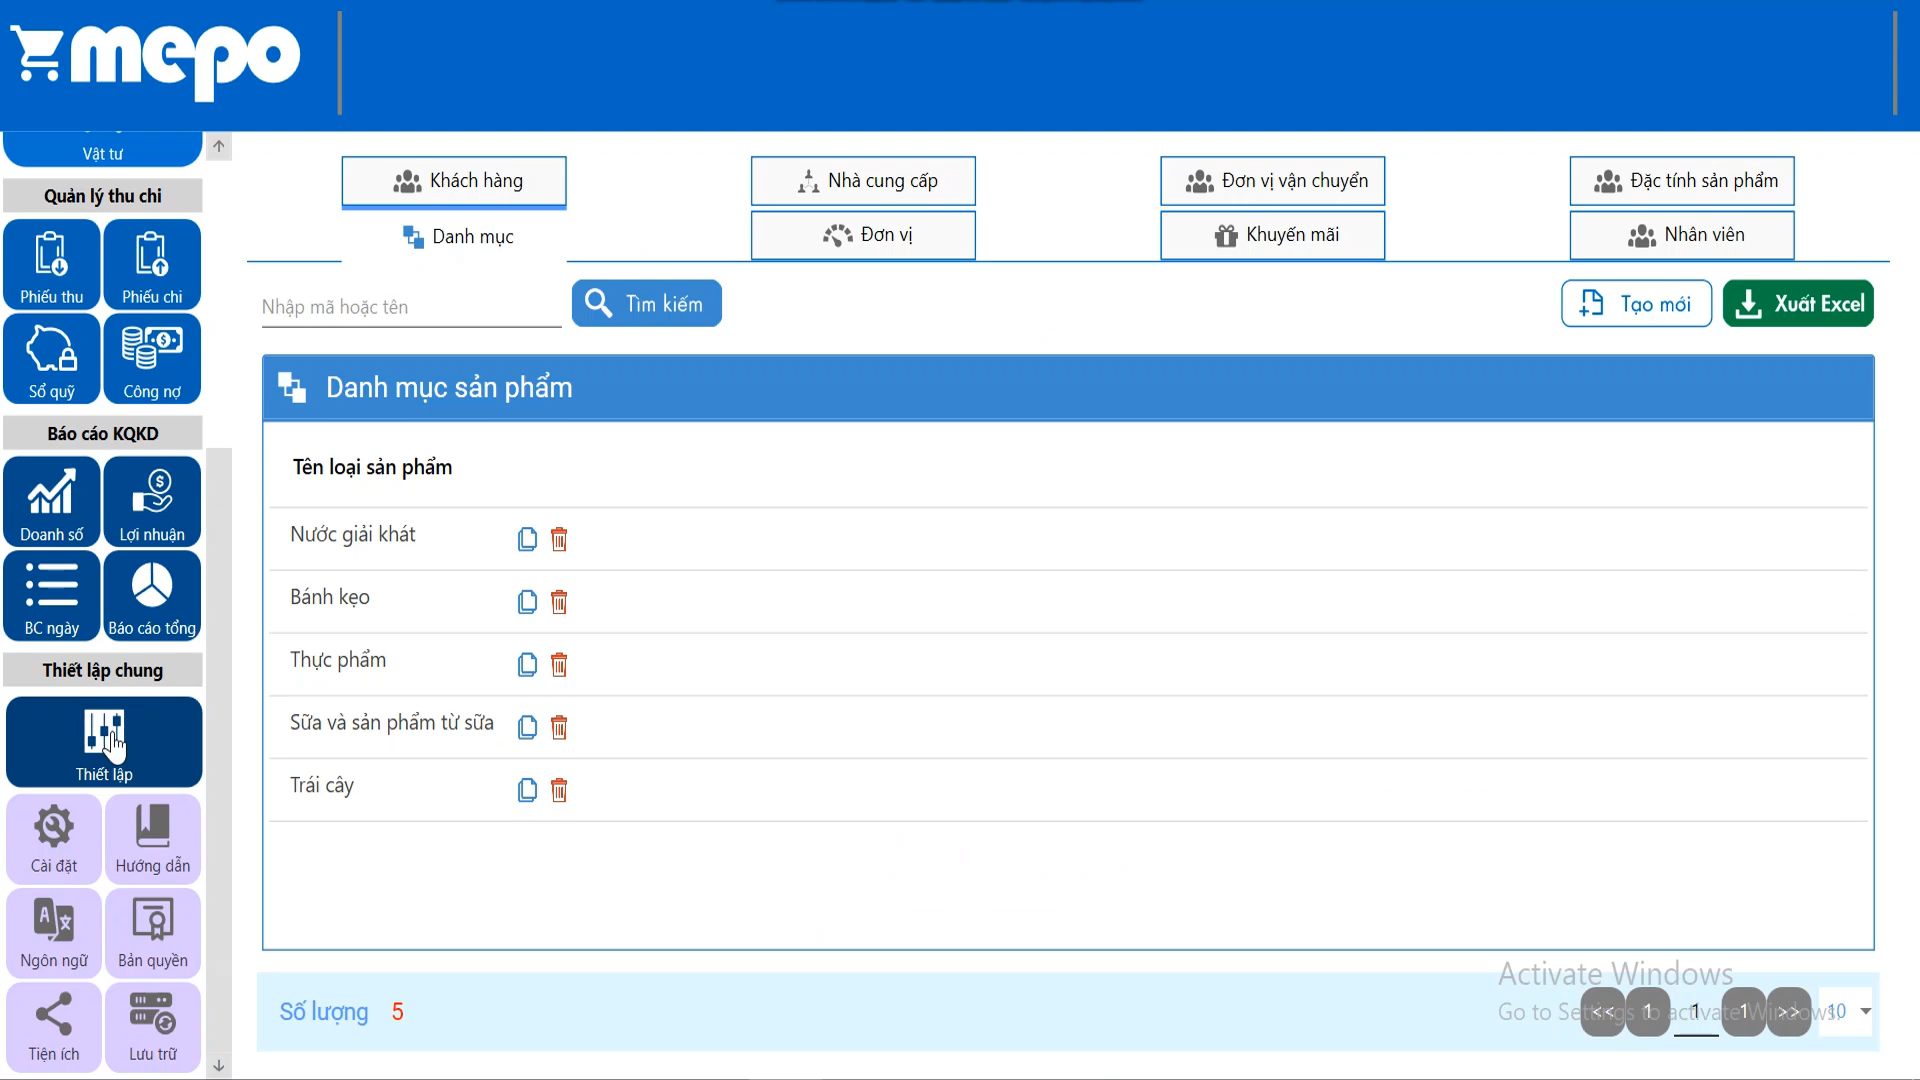 mepo
Vật tư
Quản lý thu chi
Phiếu thu
Phiếu chi
Sổ quỹ
Công nợ
Báo cáo KQKD
Doanh số
Lợi nhuận
BC ngày
Báo cáo tổng
Thiết lập chung
Thiết lập
Cài đặt
Hướng dẫn
Ngôn ngữ
Bản quyền
Tiện ích
Lưu trữ
Khách hàng
Nhà cung cấp
Đơn vị vận chuyển
Đặc tính sản phẩm
Danh mục
Đơn vị
Khuyến mãi
Nhân viên
Nhập mã hoặc tên
Tìm kiếm
Tạo mới
Xuất Excel
Danh mục sản phẩm
Tên loại sản phẩm
Nước giải khát
Bánh kẹo
Thực phẩm
Sữa và sản phẩm từ sữa
Trái cây
Số lượng 5
<< 1 1 1 >> 10
Activate Windows
Go to Settings to activate Windows.